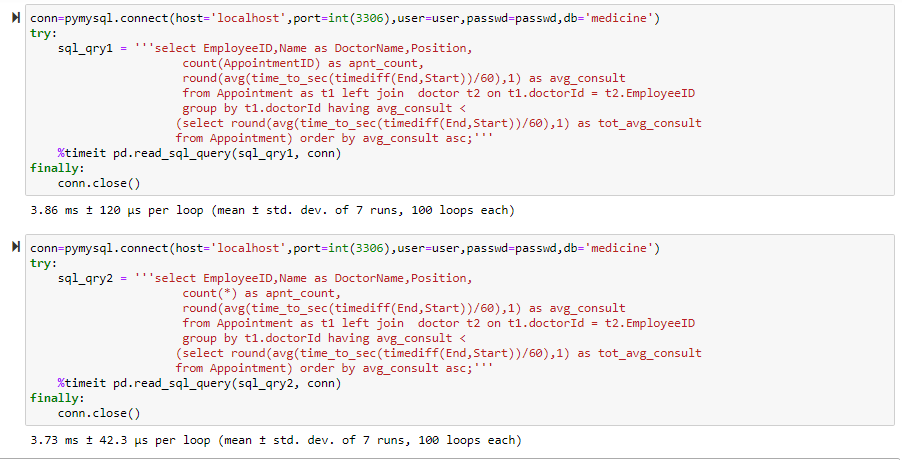 conn=pymysql.connect(host='localhost',port=int(3306),user=user,passwd=passwd,db='medicine')
try:
    sql_qry1 = '''select EmployeeID,Name as DoctorName,Position,
                      count(AppointmentID) as apnt_count,
                      round(avg(time_to_sec(timediff(End,Start))/60),1) as avg_consult
                      from Appointment as t1 left join  doctor t2 on t1.doctorId = t2.EmployeeID
                      group by t1.doctorId having avg_consult <
                     (select round(avg(time_to_sec(timediff(End,Start))/60),1) as tot_avg_consult
                     from Appointment) order by avg_consult asc;'''
    %timeit pd.read_sql_query(sql_qry1, conn)
finally:
    conn.close()
3.86 ms ± 120 µs per loop (mean ± std. dev. of 7 runs, 100 loops each)
conn=pymysql.connect(host='localhost',port=int(3306),user=user,passwd=passwd,db='medicine')
try:
    sql_qry2 = '''select EmployeeID,Name as DoctorName,Position,
                      count(*) as apnt_count,
                      round(avg(time_to_sec(timediff(End,Start))/60),1) as avg_consult
                      from Appointment as t1 left join  doctor t2 on t1.doctorId = t2.EmployeeID
                      group by t1.doctorId having avg_consult <
                     (select round(avg(time_to_sec(timediff(End,Start))/60),1) as tot_avg_consult
                     from Appointment) order by avg_consult asc;'''
    %timeit pd.read_sql_query(sql_qry2, conn)
finally:
    conn.close()
3.73 ms ± 42.3 µs per loop (mean ± std. dev. of 7 runs, 100 loops each)